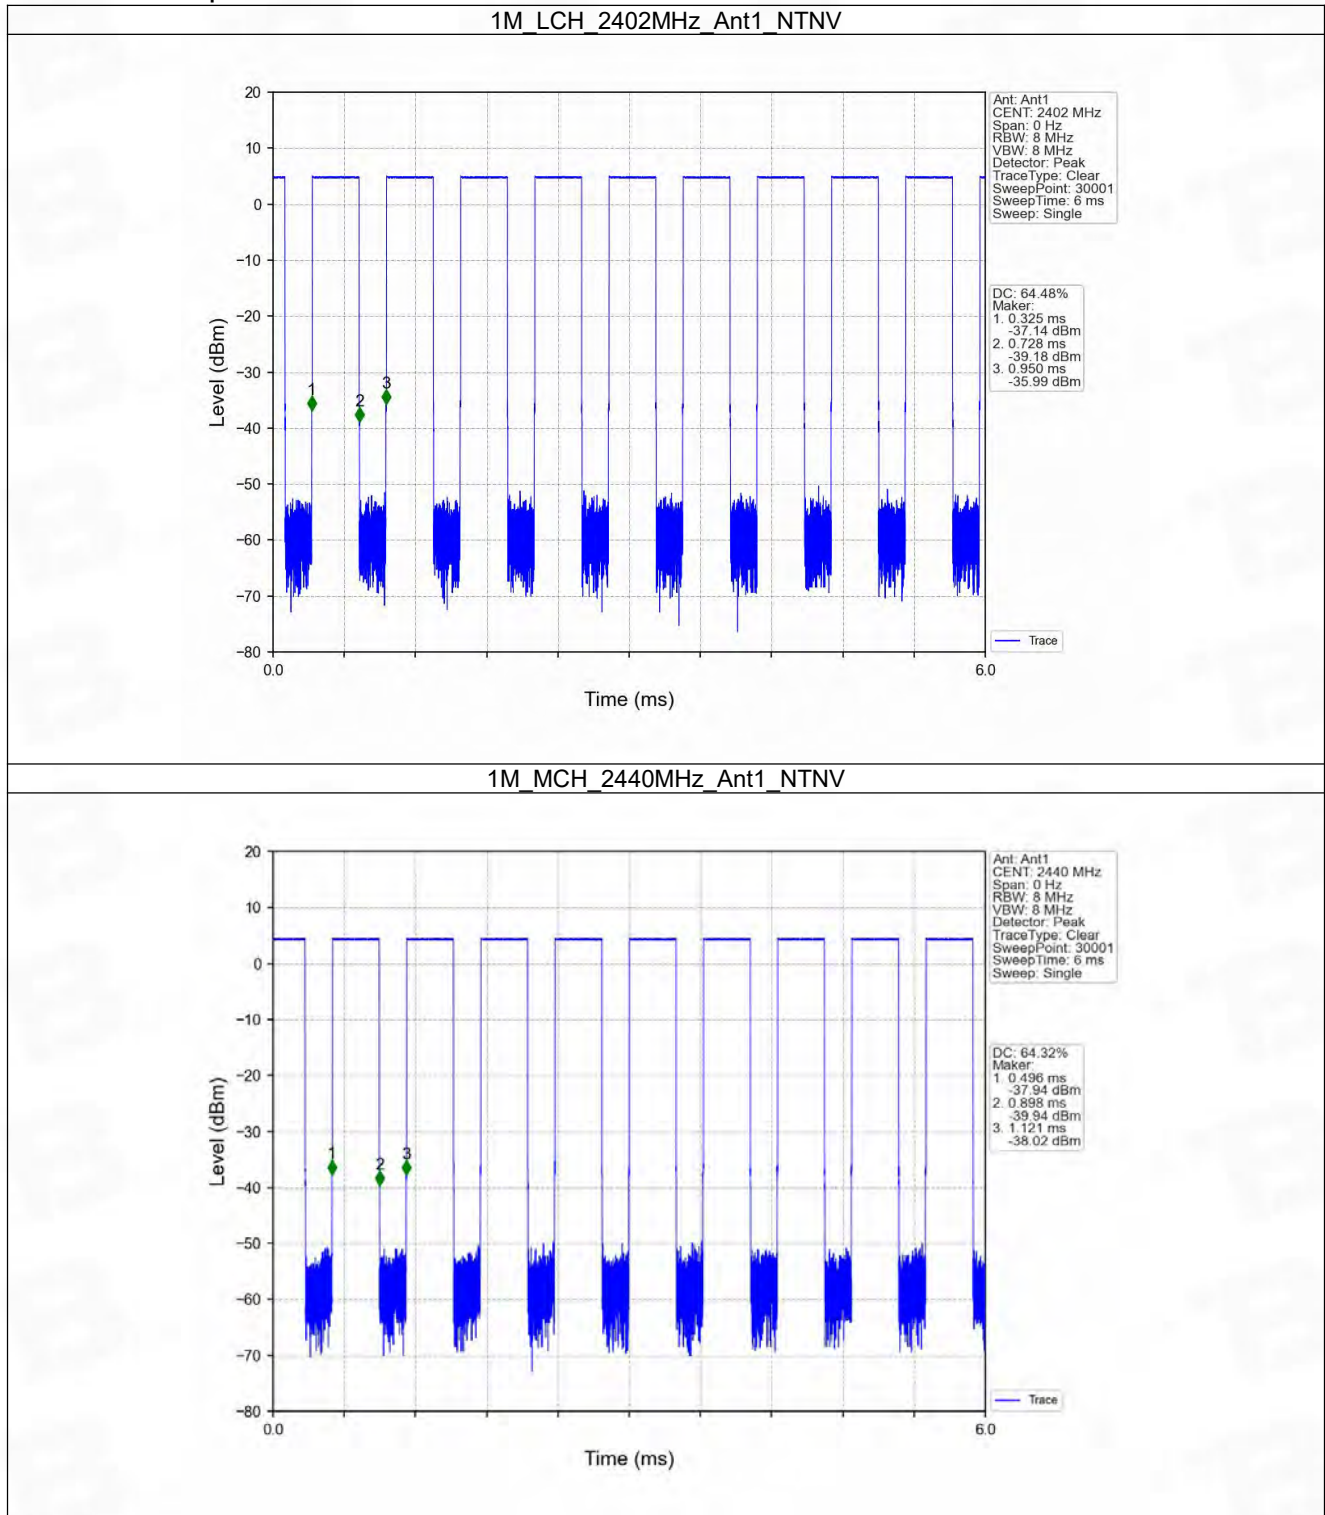 1M_LCH_2402MHz_Ant1_NTNV
20
10
0
−10
−20
−30
−40
−50
−60
−70
−80
Level (dBm)
1
2
3
0.0
6.0
Time (ms)
Ant: Ant1
CENT: 2402 MHz
Span: 0 Hz
RBW: 8 MHz
VBW: 8 MHz
Detector: Peak
TraceType: Clear
SweepPoint: 30001
SweepTime: 6 ms
Sweep: Single
DC: 64.48%
Maker:
1. 0.325 ms
-37.14 dBm
2. 0.728 ms
-39.18 dBm
3. 0.950 ms
-35.99 dBm
Trace
1M_MCH_2440MHz_Ant1_NTNV
20
10
0
−10
−20
−30
−40
−50
−60
−70
−80
Level (dBm)
1
2
3
0.0
6.0
Time (ms)
Ant: Ant1
CENT: 2440 MHz
Span: 0 Hz
RBW: 8 MHz
VBW: 8 MHz
Detector: Peak
TraceType: Clear
SweepPoint: 30001
SweepTime: 6 ms
Sweep: Single
DC: 64.32%
Maker:
1. 0.496 ms
-37.94 dBm
2. 0.898 ms
-39.94 dBm
3. 1.121 ms
-38.02 dBm
Trace